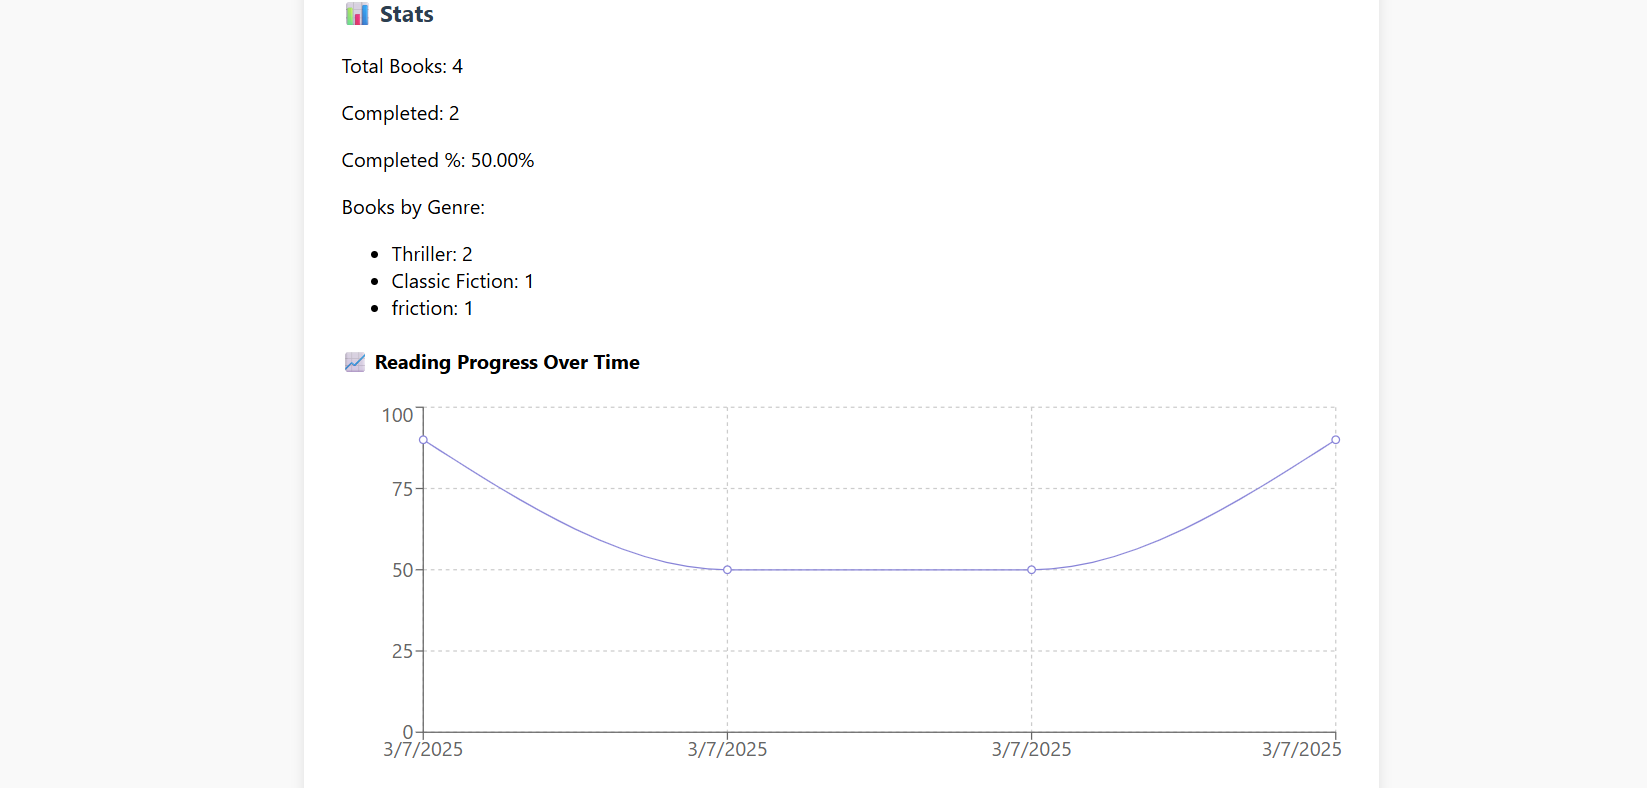 📊 Stats
Total Books: 4
Completed: 2
Completed %: 50.00%
Books by Genre:
• Thriller: 2
• Classic Fiction: 1
• friction: 1
📈 Reading Progress Over Time
100
75
50
25
0
3/7/2025 3/7/2025 3/7/2025 3/7/2025